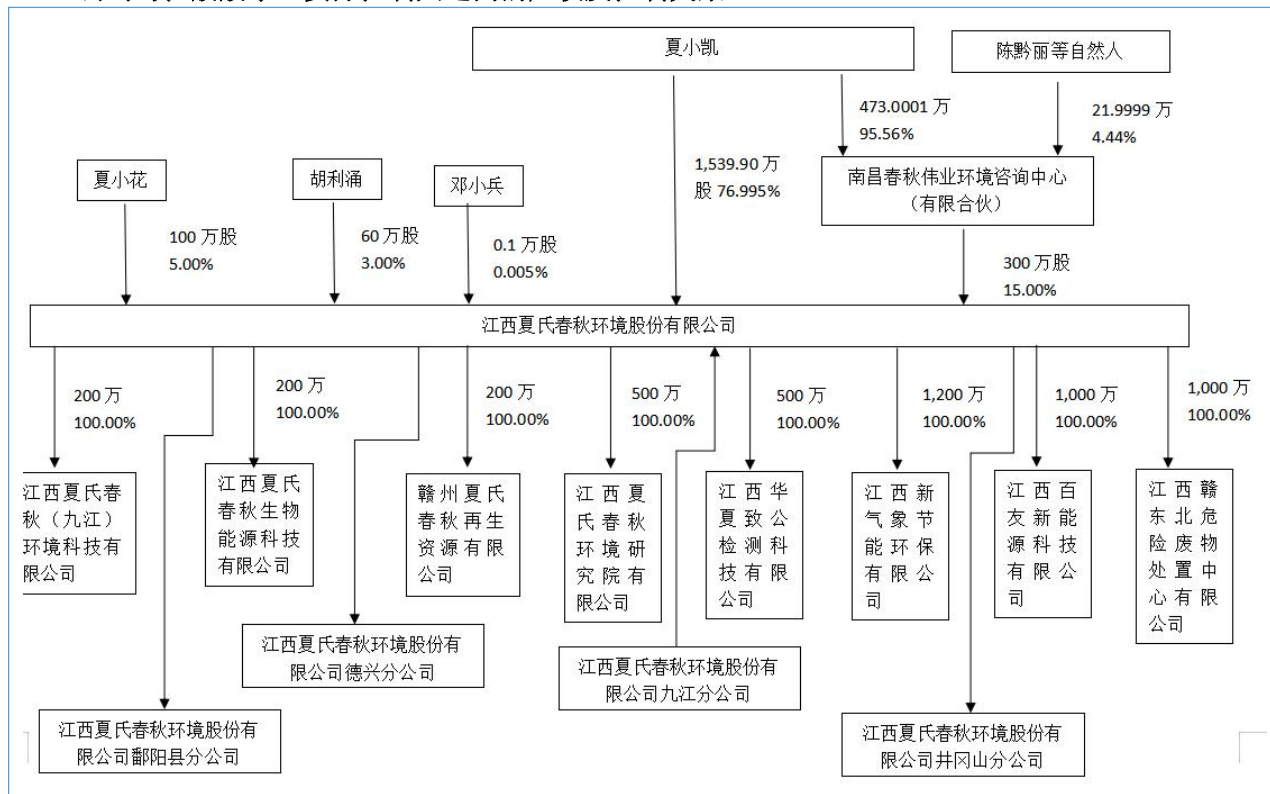 夏小凯
陈黔丽等自然人
473.0001 万
95.56%
21.9999 万
4.44%
1,539.90 万
股 76.995%
夏小花
胡利涌
邓小兵
南昌春秋伟业环境咨询中心
（有限合伙）
100 万股
5.00%
60 万股
3.00%
0.1 万股
0.005%
300 万股
15.00%
江西夏氏春秋环境股份有限公司
200 万
100.00%
200 万
100.00%
200 万
100.00%
500 万
100.00%
500 万
100.00%
1,200 万
100.00%
1,000 万
100.00%
1,000 万
100.00%
江西夏氏春
秋（九江）
环境科技有
限公司
江西夏氏
春秋生物
能源科技
有限公司
赣州夏氏
春秋再生
资源有限
公司
江西夏
氏春秋
环境研
究院有
限公司
江西华
夏致公
检测科
技有限
公司
江西新
气象节
能环保
有限公
司
江西百
友新能
源科技
有限公
司
江西赣
东北危
险废物
处置中
心有限
公司
江西夏氏春秋环境股份有
限公司德兴分公司
江西夏氏春秋环境股份有
限公司九江分公司
江西夏氏春秋环境股份有
限公司鄱阳县分公司
江西夏氏春秋环境股份有
限公司井冈山分公司